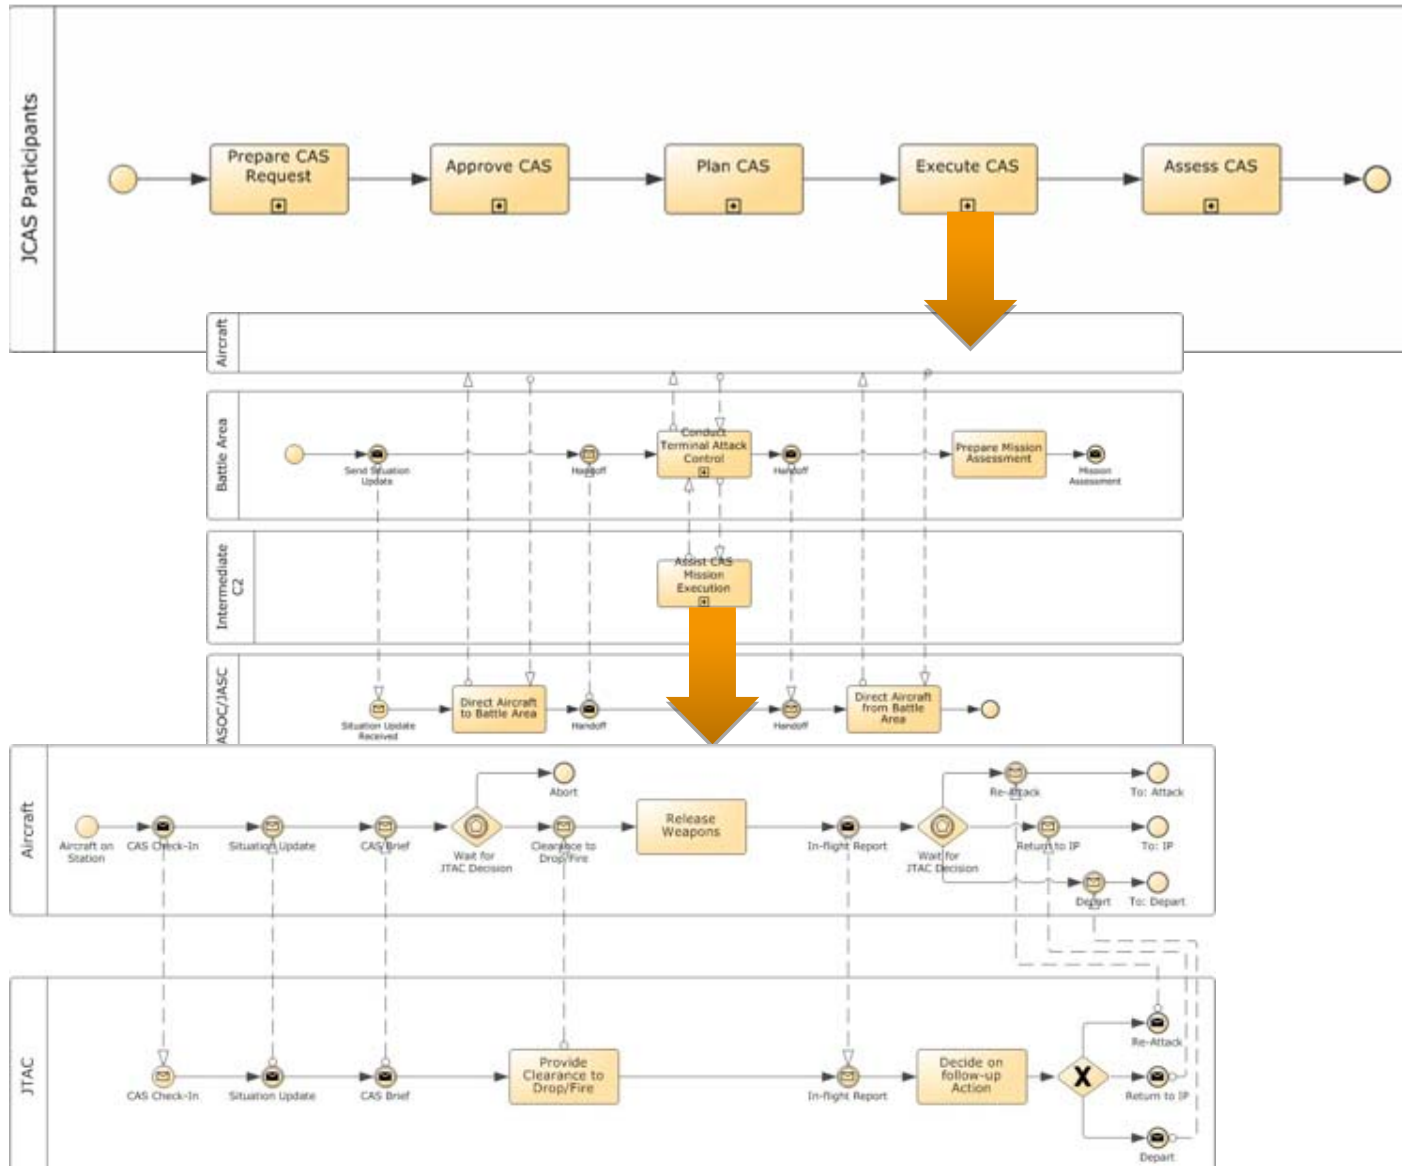 JCAS Participants
Prepare CAS
Request
Approve CAS
Plan CAS
Execute CAS
Assess CAS
Aircraft
Battle Area
Send Situation
Update
Handoff
Conduct
Terminal Attack
Control
Handoff
Prepare Mission
Assessment
Mission
Assessment
Intermediate
C2
Assist CAS
Mission
Execution
ASOC/JASC
Situation Update
Received
Direct Aircraft
to Battle Area
Handoff
Handoff
Direct Aircraft
from Battle
Area
Aircraft
Aircraft on
Station
CAS Check-In
Situation Update
CAS Brief
Wait for
JTAC Decision
Abort
Clearance to
Drop/Fire
Release
Weapons
In-flight Report
Wait for
JTAC Decision
Re-Attack
To: Attack
Return to IP
To: IP
Depart
To: Depart
JTAC
CAS Check-In
Situation Update
CAS Brief
Provide
Clearance to
Drop/Fire
In-flight Report
Decide on
follow-up
Action
X
Re-Attack
Return to IP
Depart